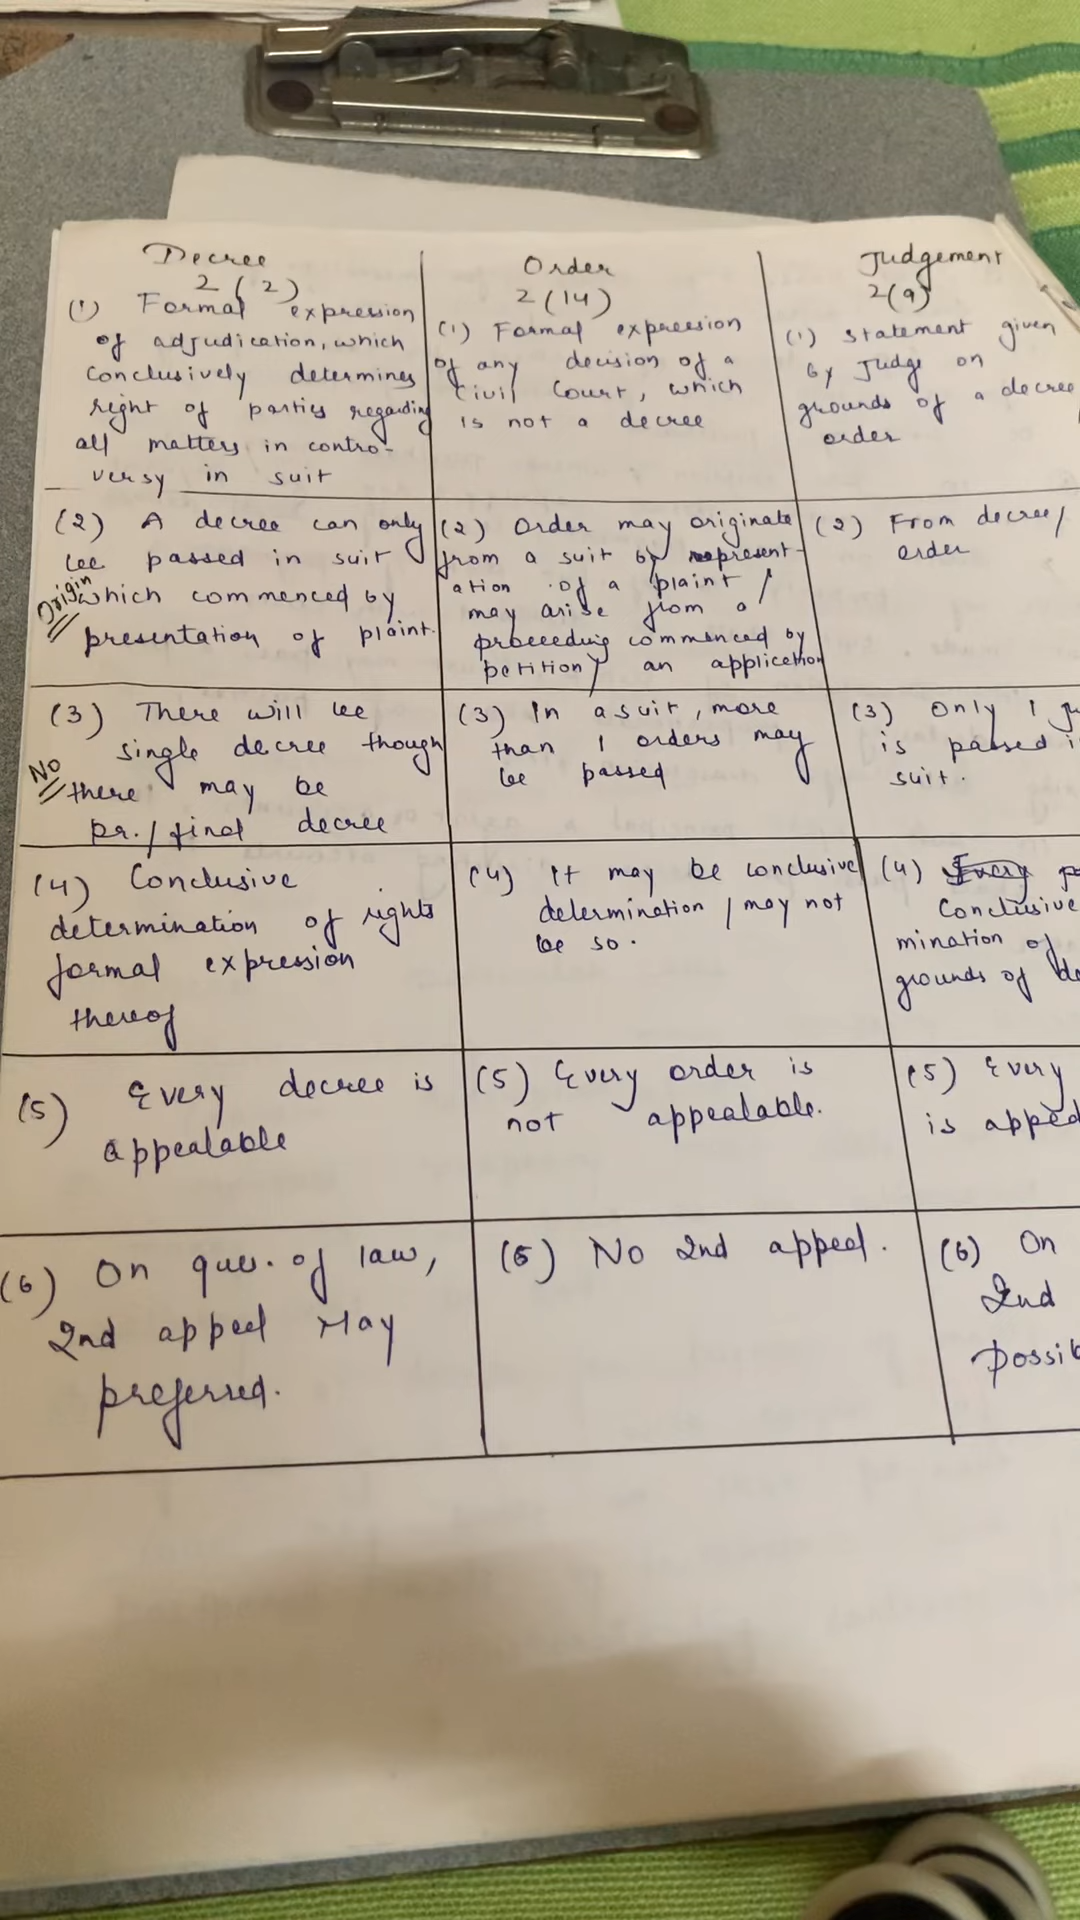 Decree
2(2)
(1) Formal expression
of adjudication, which
conclusively determines
right of parties regarding
all matters in contro-
versy in suit
Order
2(14)
(1) Formal expression
of any decision of a
Civil Court, which
is not a decree
Judgement
2(9)
(1) Statement given
by Judge on
grounds of a decree
order
(2) A decree can only
be passed in suit
which commenced by
presentation of plaint.
Origin
(2) Order may originate
from a suit by represent-
ation of a plaint /
may arise from a
proceeding commenced by
petition / an application
(2) From decree/
order
(3) There will be
single decree though
there may be
pr./final decree
No
(3) In a suit, more
than 1 orders may
be passed
(3) Only 1
is passed
suit.
(4) Conclusive
determination of rights
formal expression
thereof
(4) It may be conclusive
determination / may not
be so.
(4)
Conclusive
mination of
grounds of
(5) Every decree is
appealable
(5) Every order is
not appealable.
(5) Every
is
(6) On ques. of law,
2nd appeal May
preferred.
(6) No 2nd appeal.
(6) On
2nd